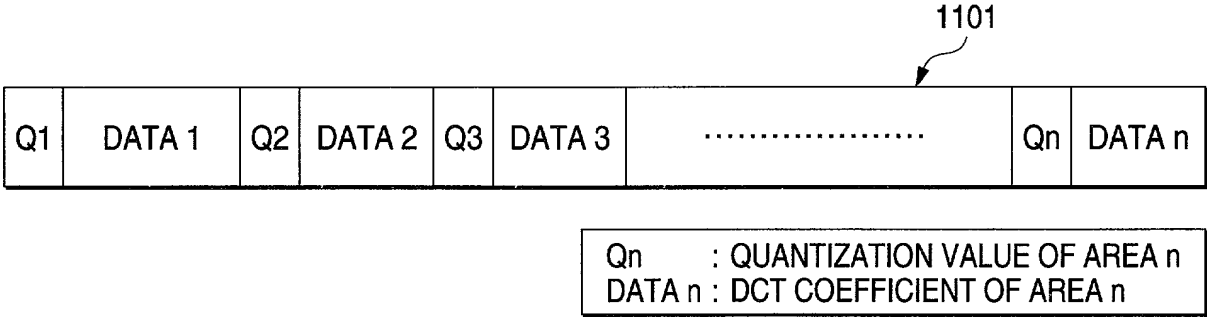 1101
Q1 DATA 1 Q2 DATA 2 Q3 DATA 3 .................... Qn DATA n
Qn : QUANTIZATION VALUE OF AREA n
DATA n : DCT COEFFICIENT OF AREA n